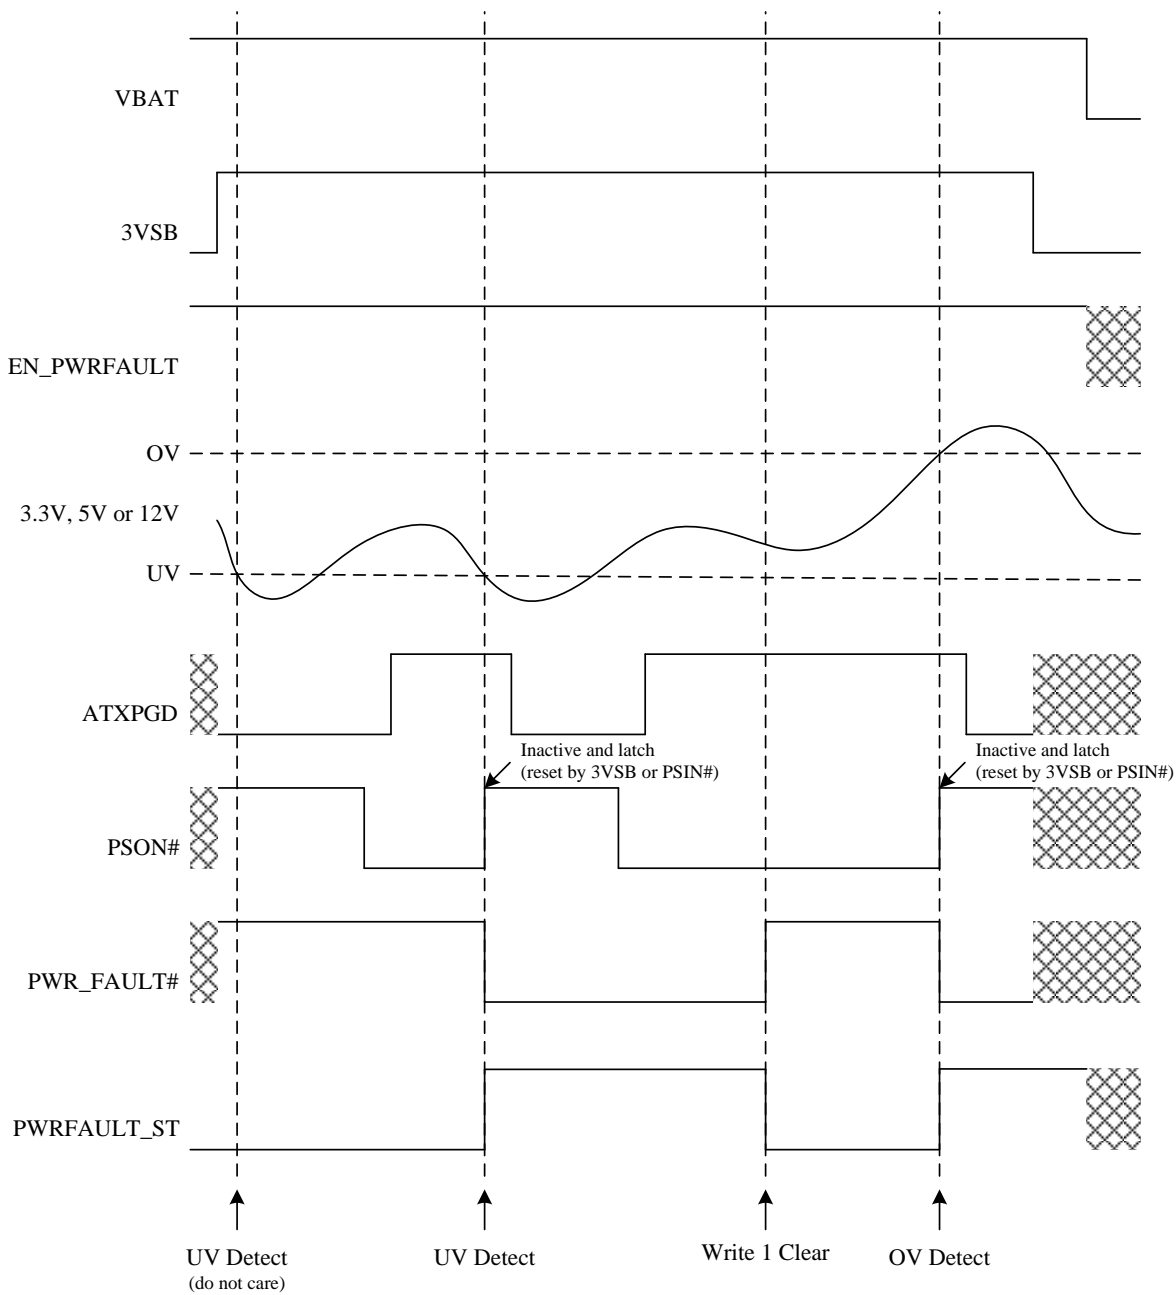 VBAT
3VSB
EN_PWRFAULT
OV
3.3V, 5V or 12V
UV
ATXPGD
Inactive and latch
(reset by 3VSB or PSIN#)
Inactive and latch
(reset by 3VSB or PSIN#)
PSON#
PWR_FAULT#
PWRFAULT_ST
UV Detect
(do not care)
UV Detect
Write 1 Clear
OV Detect